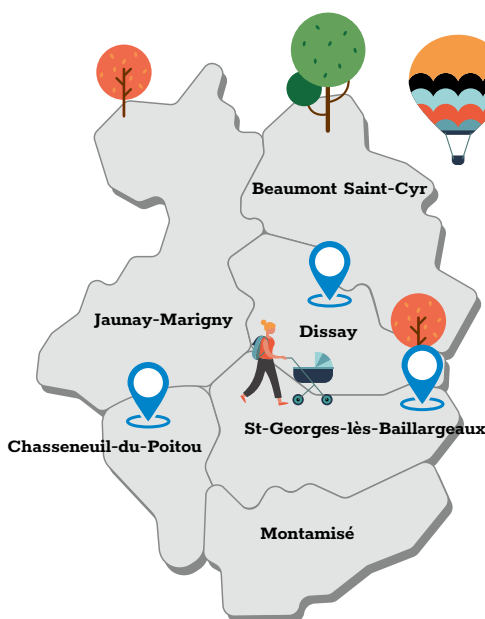 Beaumont Saint-Cyr
Jaunay-Marigny
Dissay
Chasseneuil-du-Poitou
St-Georges-lès-Baillargeaux
Montamisé